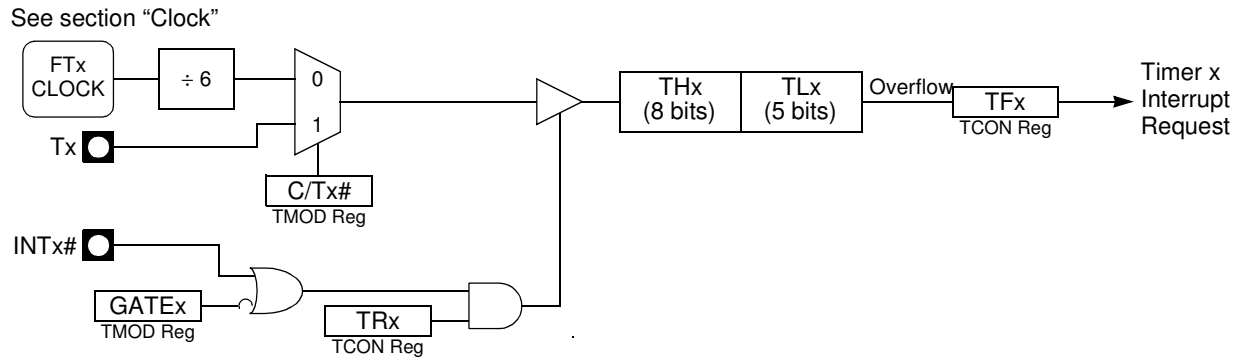 See section “Clock”
FTx
CLOCK
÷ 6
0
1
Tx
C/Tx#
TMOD Reg
THx
(8 bits)
TLx
(5 bits)
Overflow
TFx
TCON Reg
Timer x
Interrupt
Request
INTx#
GATEx
TMOD Reg
TRx
TCON Reg